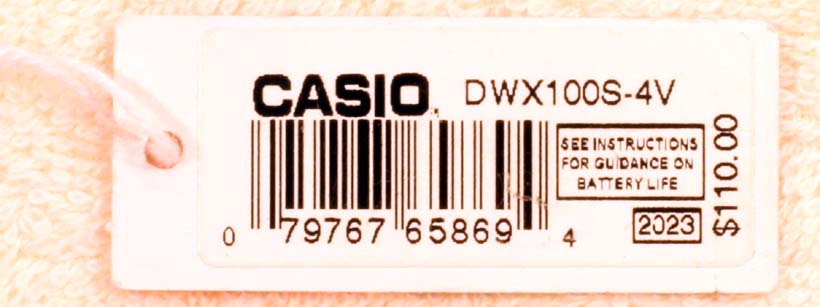 CASIO. DWX100S-4V
SEE INSTRUCTIONS
FOR GUIDANCE ON
BATTERY LIFE
$110.00
2023
0 79767 65869 4